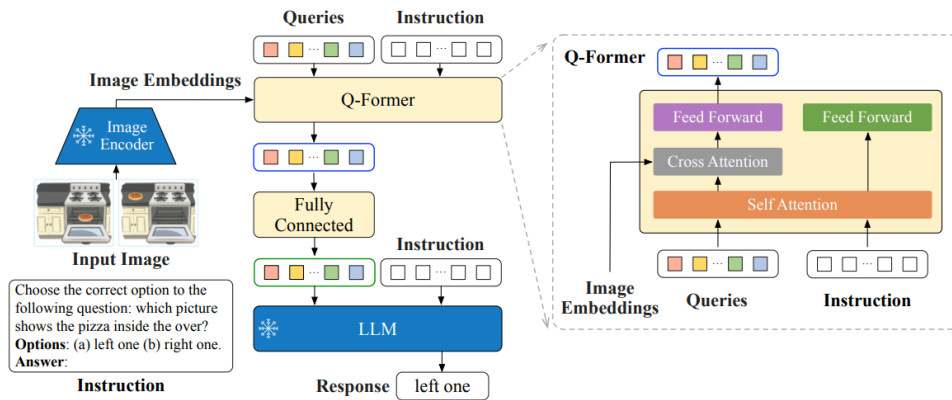 Queries
Instruction
Image Embeddings
Q-Former
Image
Encoder
Input Image
Fully
Connected
Instruction
Choose the correct option to the
following question: which picture
shows the pizza inside the over?
Options: (a) left one (b) right one.
Answer:
Instruction
LLM
Response
left one
Q-Former
Feed Forward
Feed Forward
Cross Attention
Self Attention
Image
Embeddings
Queries
Instruction